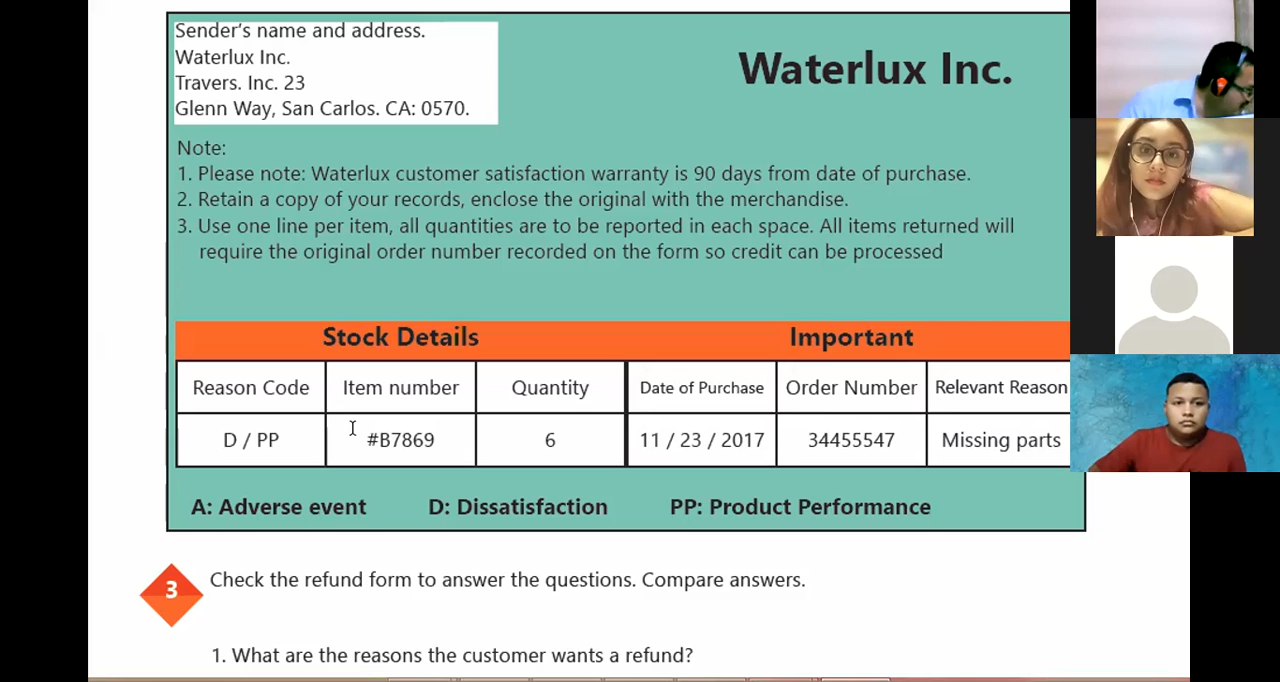 Sender's name and address.
Waterlux Inc.
Travers. Inc. 23
Glenn Way, San Carlos. CA: 0570.
Waterlux Inc.
Note:
1. Please note: Waterlux customer satisfaction warranty is 90 days from date of purchase.
2. Retain a copy of your records, enclose the original with the merchandise.
3. Use one line per item, all quantities are to be reported in each space. All items returned will
require the original order number recorded on the form so credit can be processed
Stock Details Important
Reason Code Item number Quantity Date of Purchase Order Number Relevant Reason
D / PP #B7869 6 11 / 23 / 2017 34455547 Missing parts
A: Adverse event D: Dissatisfaction PP: Product Performance
3 Check the refund form to answer the questions. Compare answers.
1. What are the reasons the customer wants a refund?